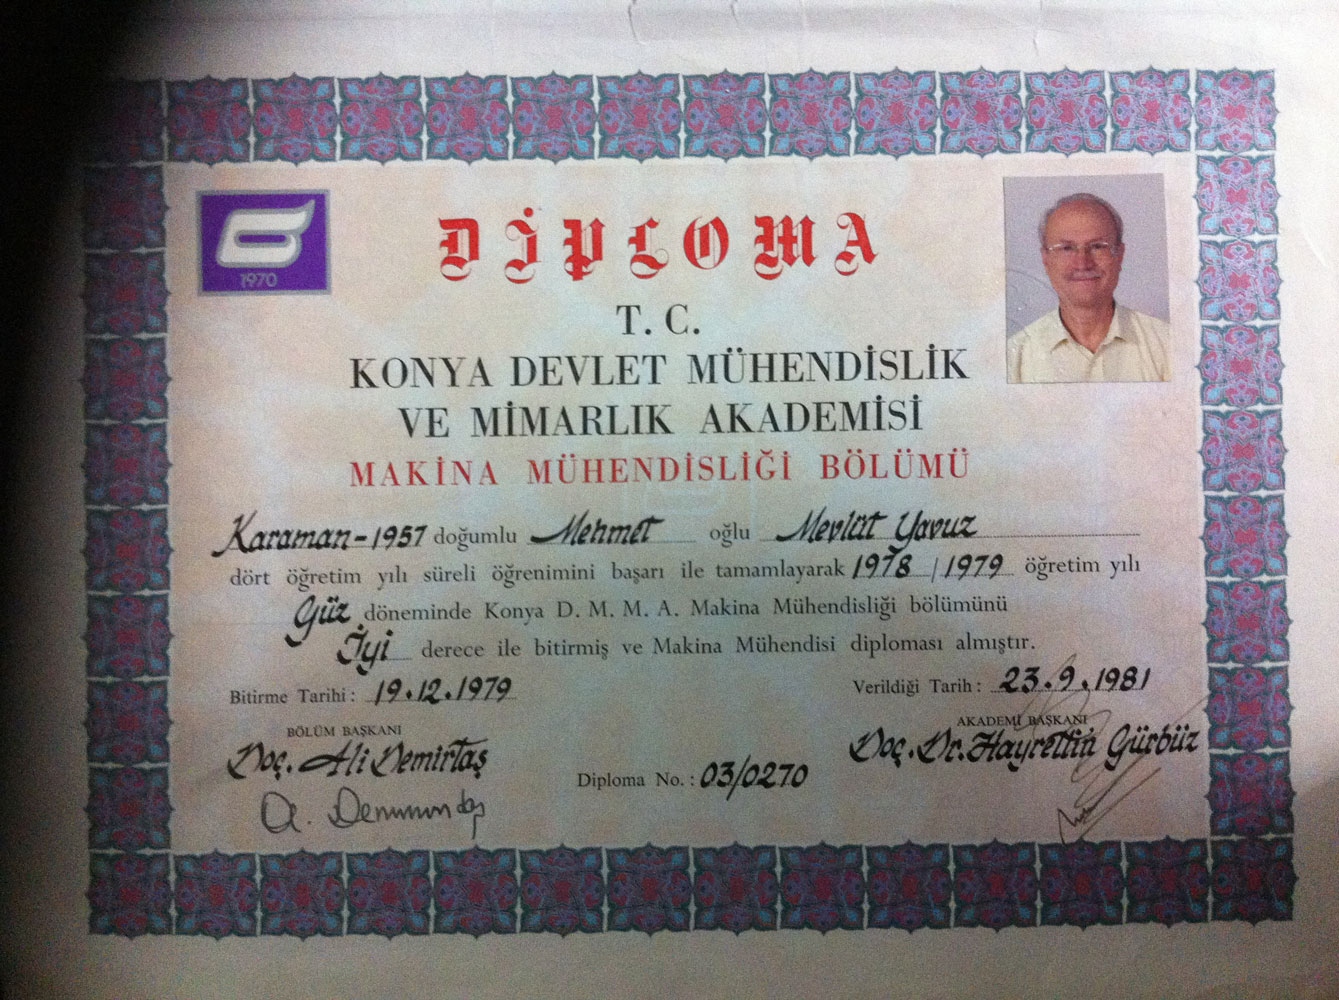 1970
DİPLOMA
T. C.
KONYA DEVLET MÜHENDİSLİK
VE MİMARLIK AKADEMİSİ
MAKİNA MÜHENDİSLİĞİ BÖLÜMÜ
Karaman-1957 doğumlu Mehmet oğlu Mevlüt Yavuz
dört öğretim yılı süreli öğrenimini başarı ile tamamlayarak 1978/1979 öğretim yılı
Güz döneminde Konya D. M. M. A. Makina Mühendisliği bölümünü
İyi derece ile bitirmiş ve Makina Mühendisi diploması almıştır.
Bitirme Tarihi: 19.12.1979
Verildiği Tarih: 23.9.1981
BÖLÜM BAŞKANI
AKADEMİ BAŞKANI
Doç. Ali Demirtaş
Doç. Dr. Hayrettin Gürbüz
Diploma No.: 03/0270